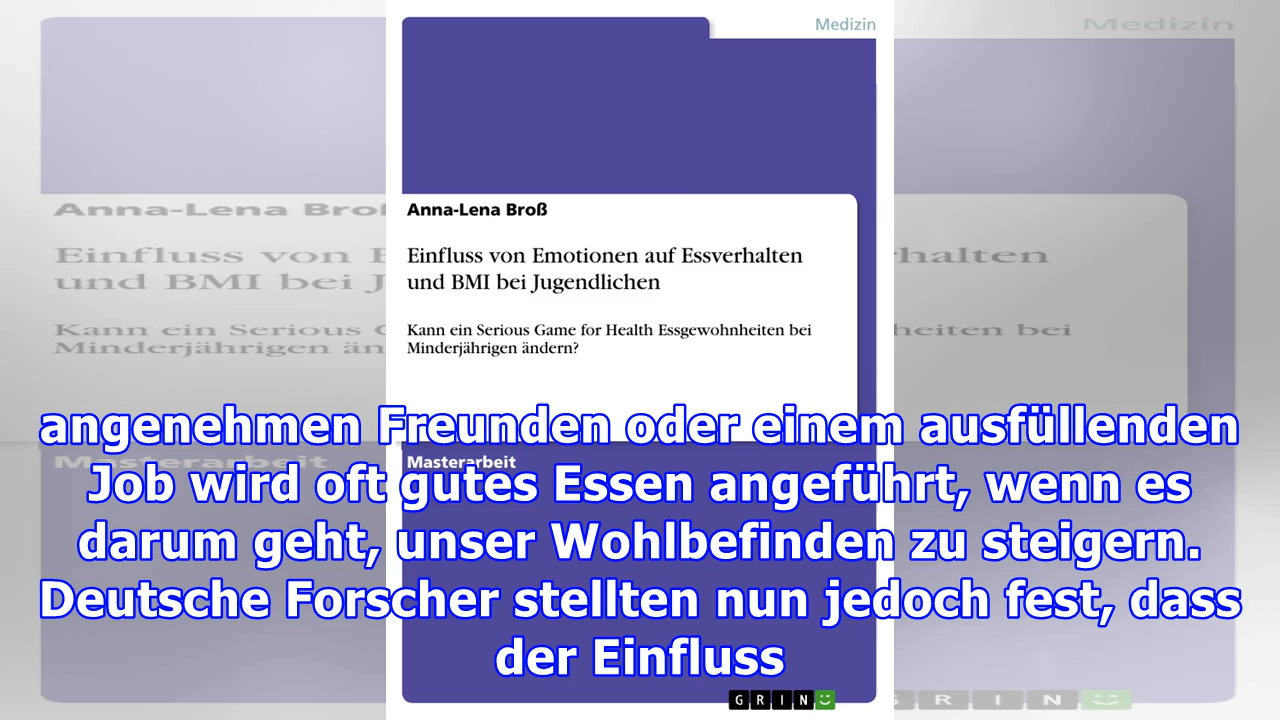 Medizin
Anna-Lena Broß
Einfluss von Emotionen auf Essverhalten
und BMI bei Jugendlichen
Kann ein Serious Game for Health Essgewohnheiten bei
Minderjährigen ändern?
angenehmen Freunden oder einem ausfüllenden
Masterarbeit
Job wird oft gutes Essen angeführt, wenn es
darum geht, unser Wohlbefinden zu steigern.
Deutsche Forscher stellten nun jedoch fest, dass
der Einfluss
GRIN